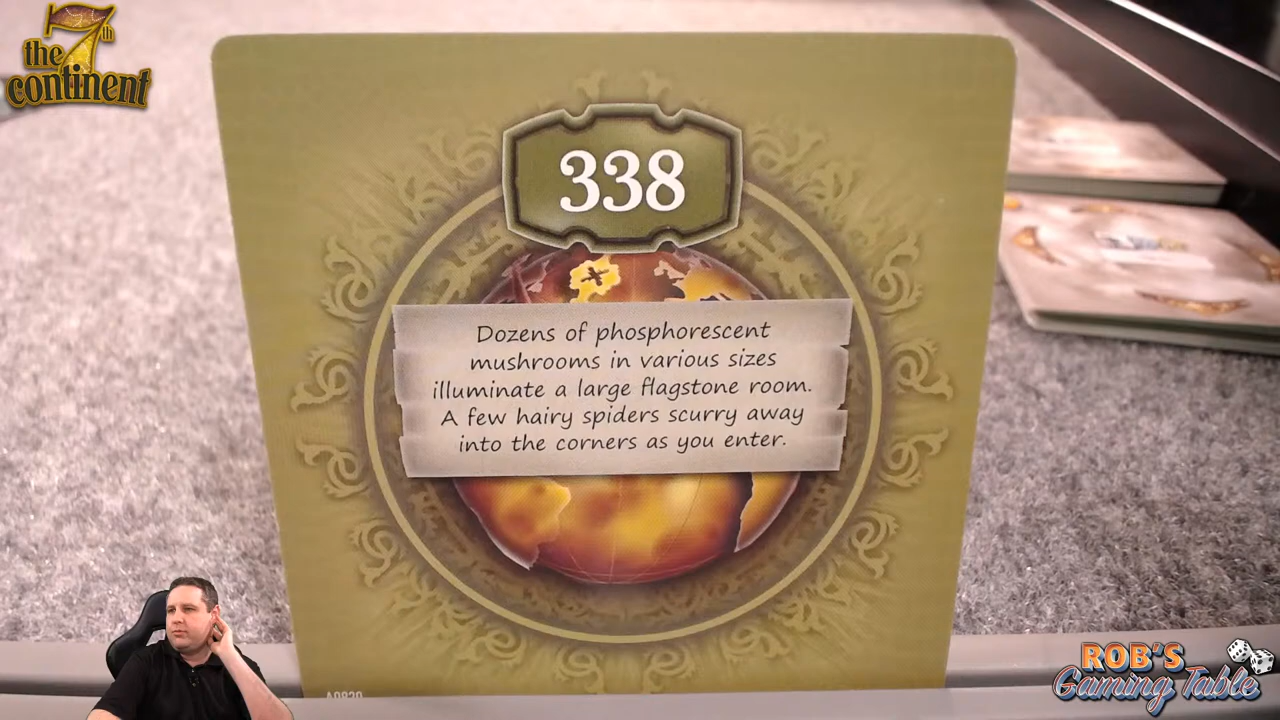 the 7th
continent
338
Dozens of phosphorescent
mushrooms in various sizes
illuminate a large flagstone room.
A few hairy spiders scurry away
into the corners as you enter.
ROB'S
Gaming Table